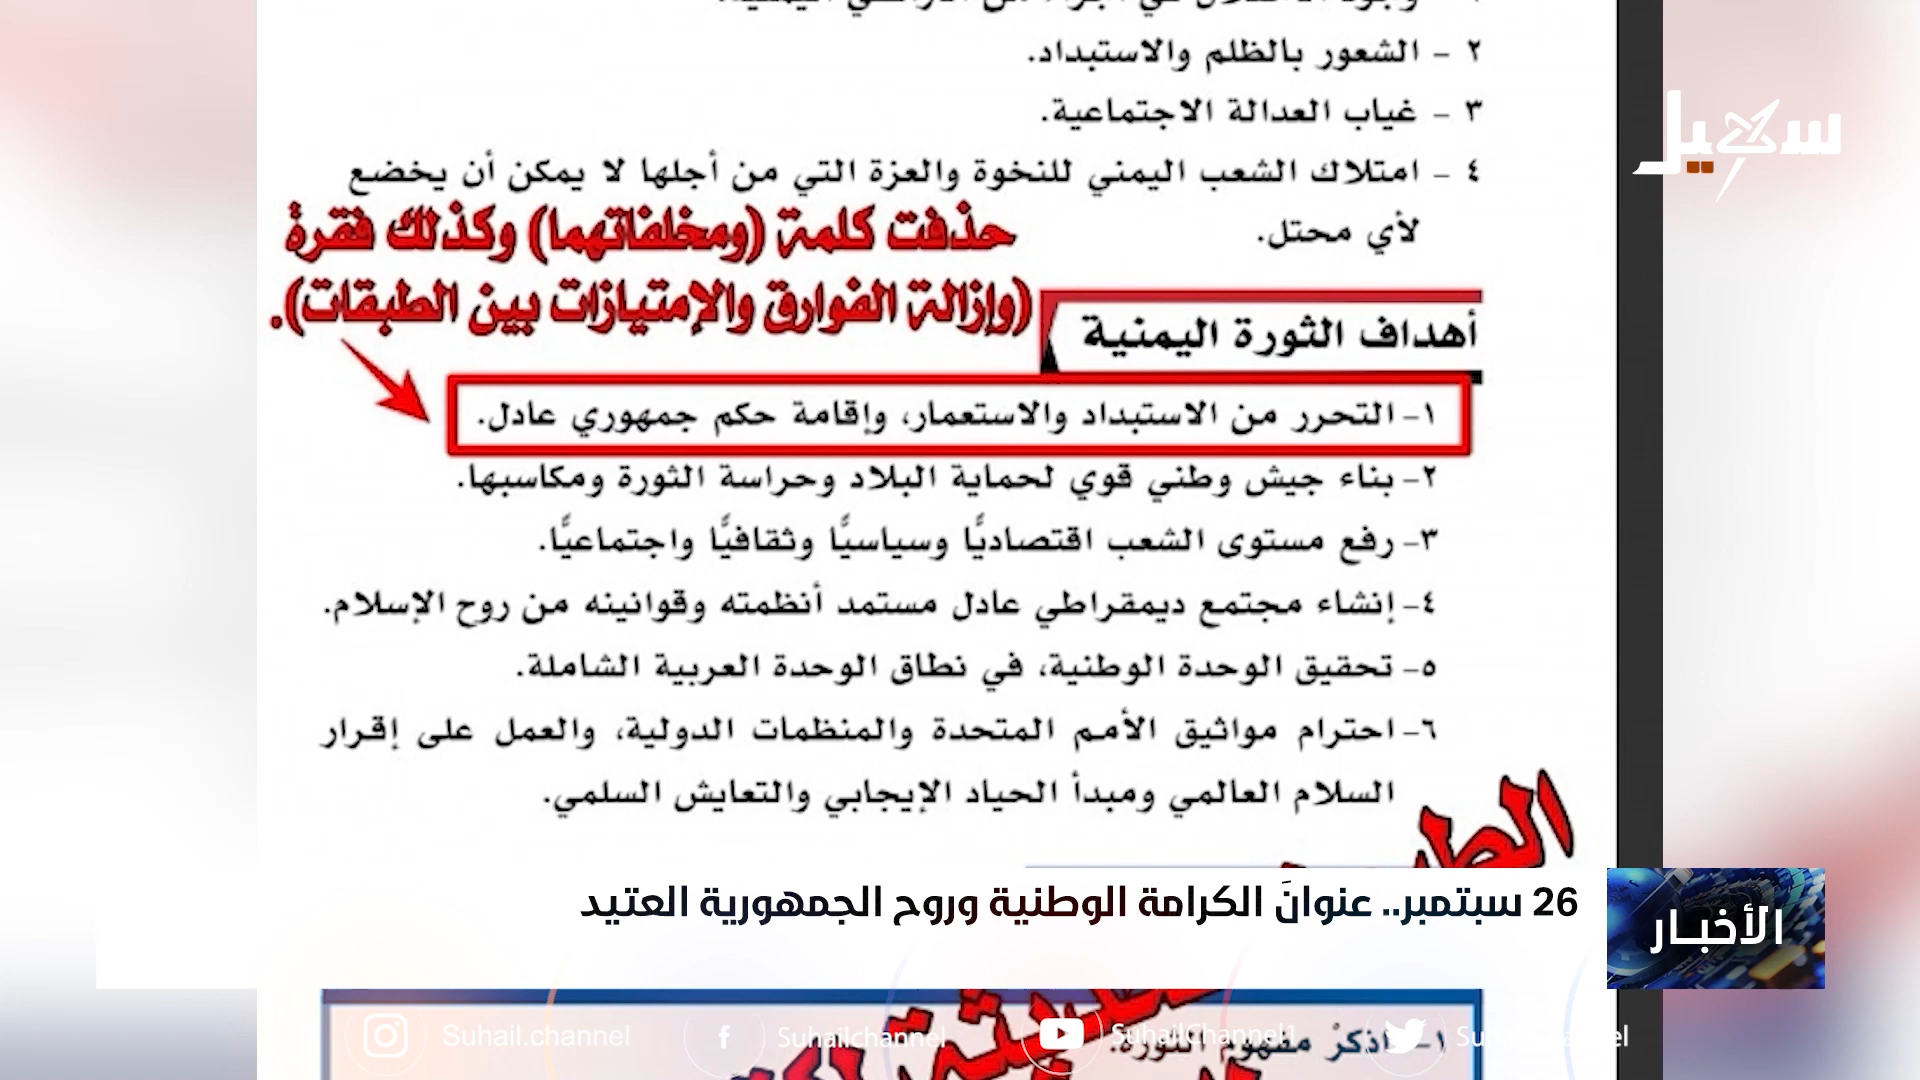 ٢ - الشعور بالظلم والاستبداد.
سهيل
٣ - غياب العدالة الاجتماعية.
٤ - امتلاك الشعب اليمني للنخوة والعزة التي من أجلها لا يمكن أن يخضع
لأي محتل.
حذفت كلمة (ومخلفاتهما) وكذلك فقرة
(وإزالة الفوارق والإمتيازات بين الطبقات).
أهداف الثورة اليمنية
١- التحرر من الاستبداد والاستعمار، وإقامة حكم جمهوري عادل.
٢- بناء جيش وطني قوي لحماية البلاد وحراسة الثورة ومكاسبها.
٣- رفع مستوى الشعب اقتصاديًّا وسياسيًّا وثقافيًّا واجتماعيًّا.
٤- إنشاء مجتمع ديمقراطي عادل مستمد أنظمته وقوانينه من روح الإسلام.
٥- تحقيق الوحدة الوطنية، في نطاق الوحدة العربية الشاملة.
٦- احترام مواثيق الأمم المتحدة والمنظمات الدولية، والعمل على إقرار
السلام العالمي ومبدأ الحياد الإيجابي والتعايش السلمي.
26 سبتمبر.. عنوانَ الكرامة الوطنية وروح الجمهورية العتيد
الأخبار
١- اذكرْ مفهوم الثورة.
Suhail.channel
Suhailchannel
SuhailChannel1